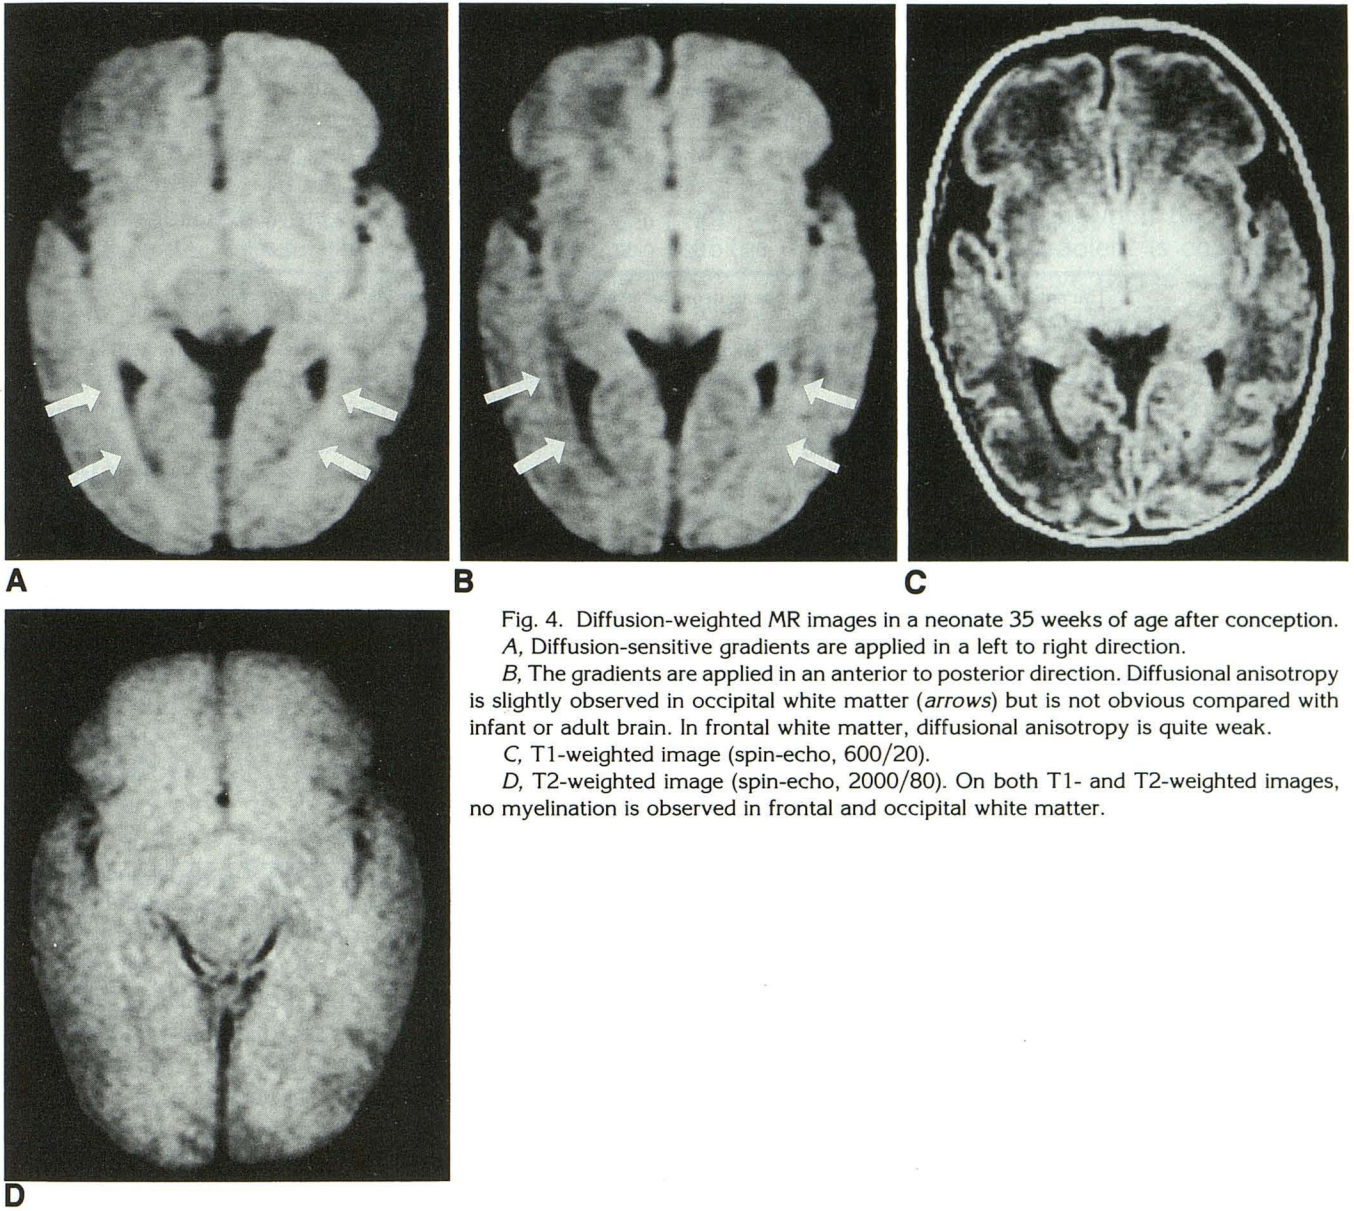 A
B
C
Fig. 4. Diffusion-weighted MR images in a neonate 35 weeks of age after conception.
A, Diffusion-sensitive gradients are applied in a left to right direction.
B, The gradients are applied in an anterior to posterior direction. Diffusional anisotropy
is slightly observed in occipital white matter (arrows) but is not obvious compared with
infant or adult brain. In frontal white matter, diffusional anisotropy is quite weak.
C, T1-weighted image (spin-echo, 600/20).
D, T2-weighted image (spin-echo, 2000/80). On both T1- and T2-weighted images,
no myelination is observed in frontal and occipital white matter.
D